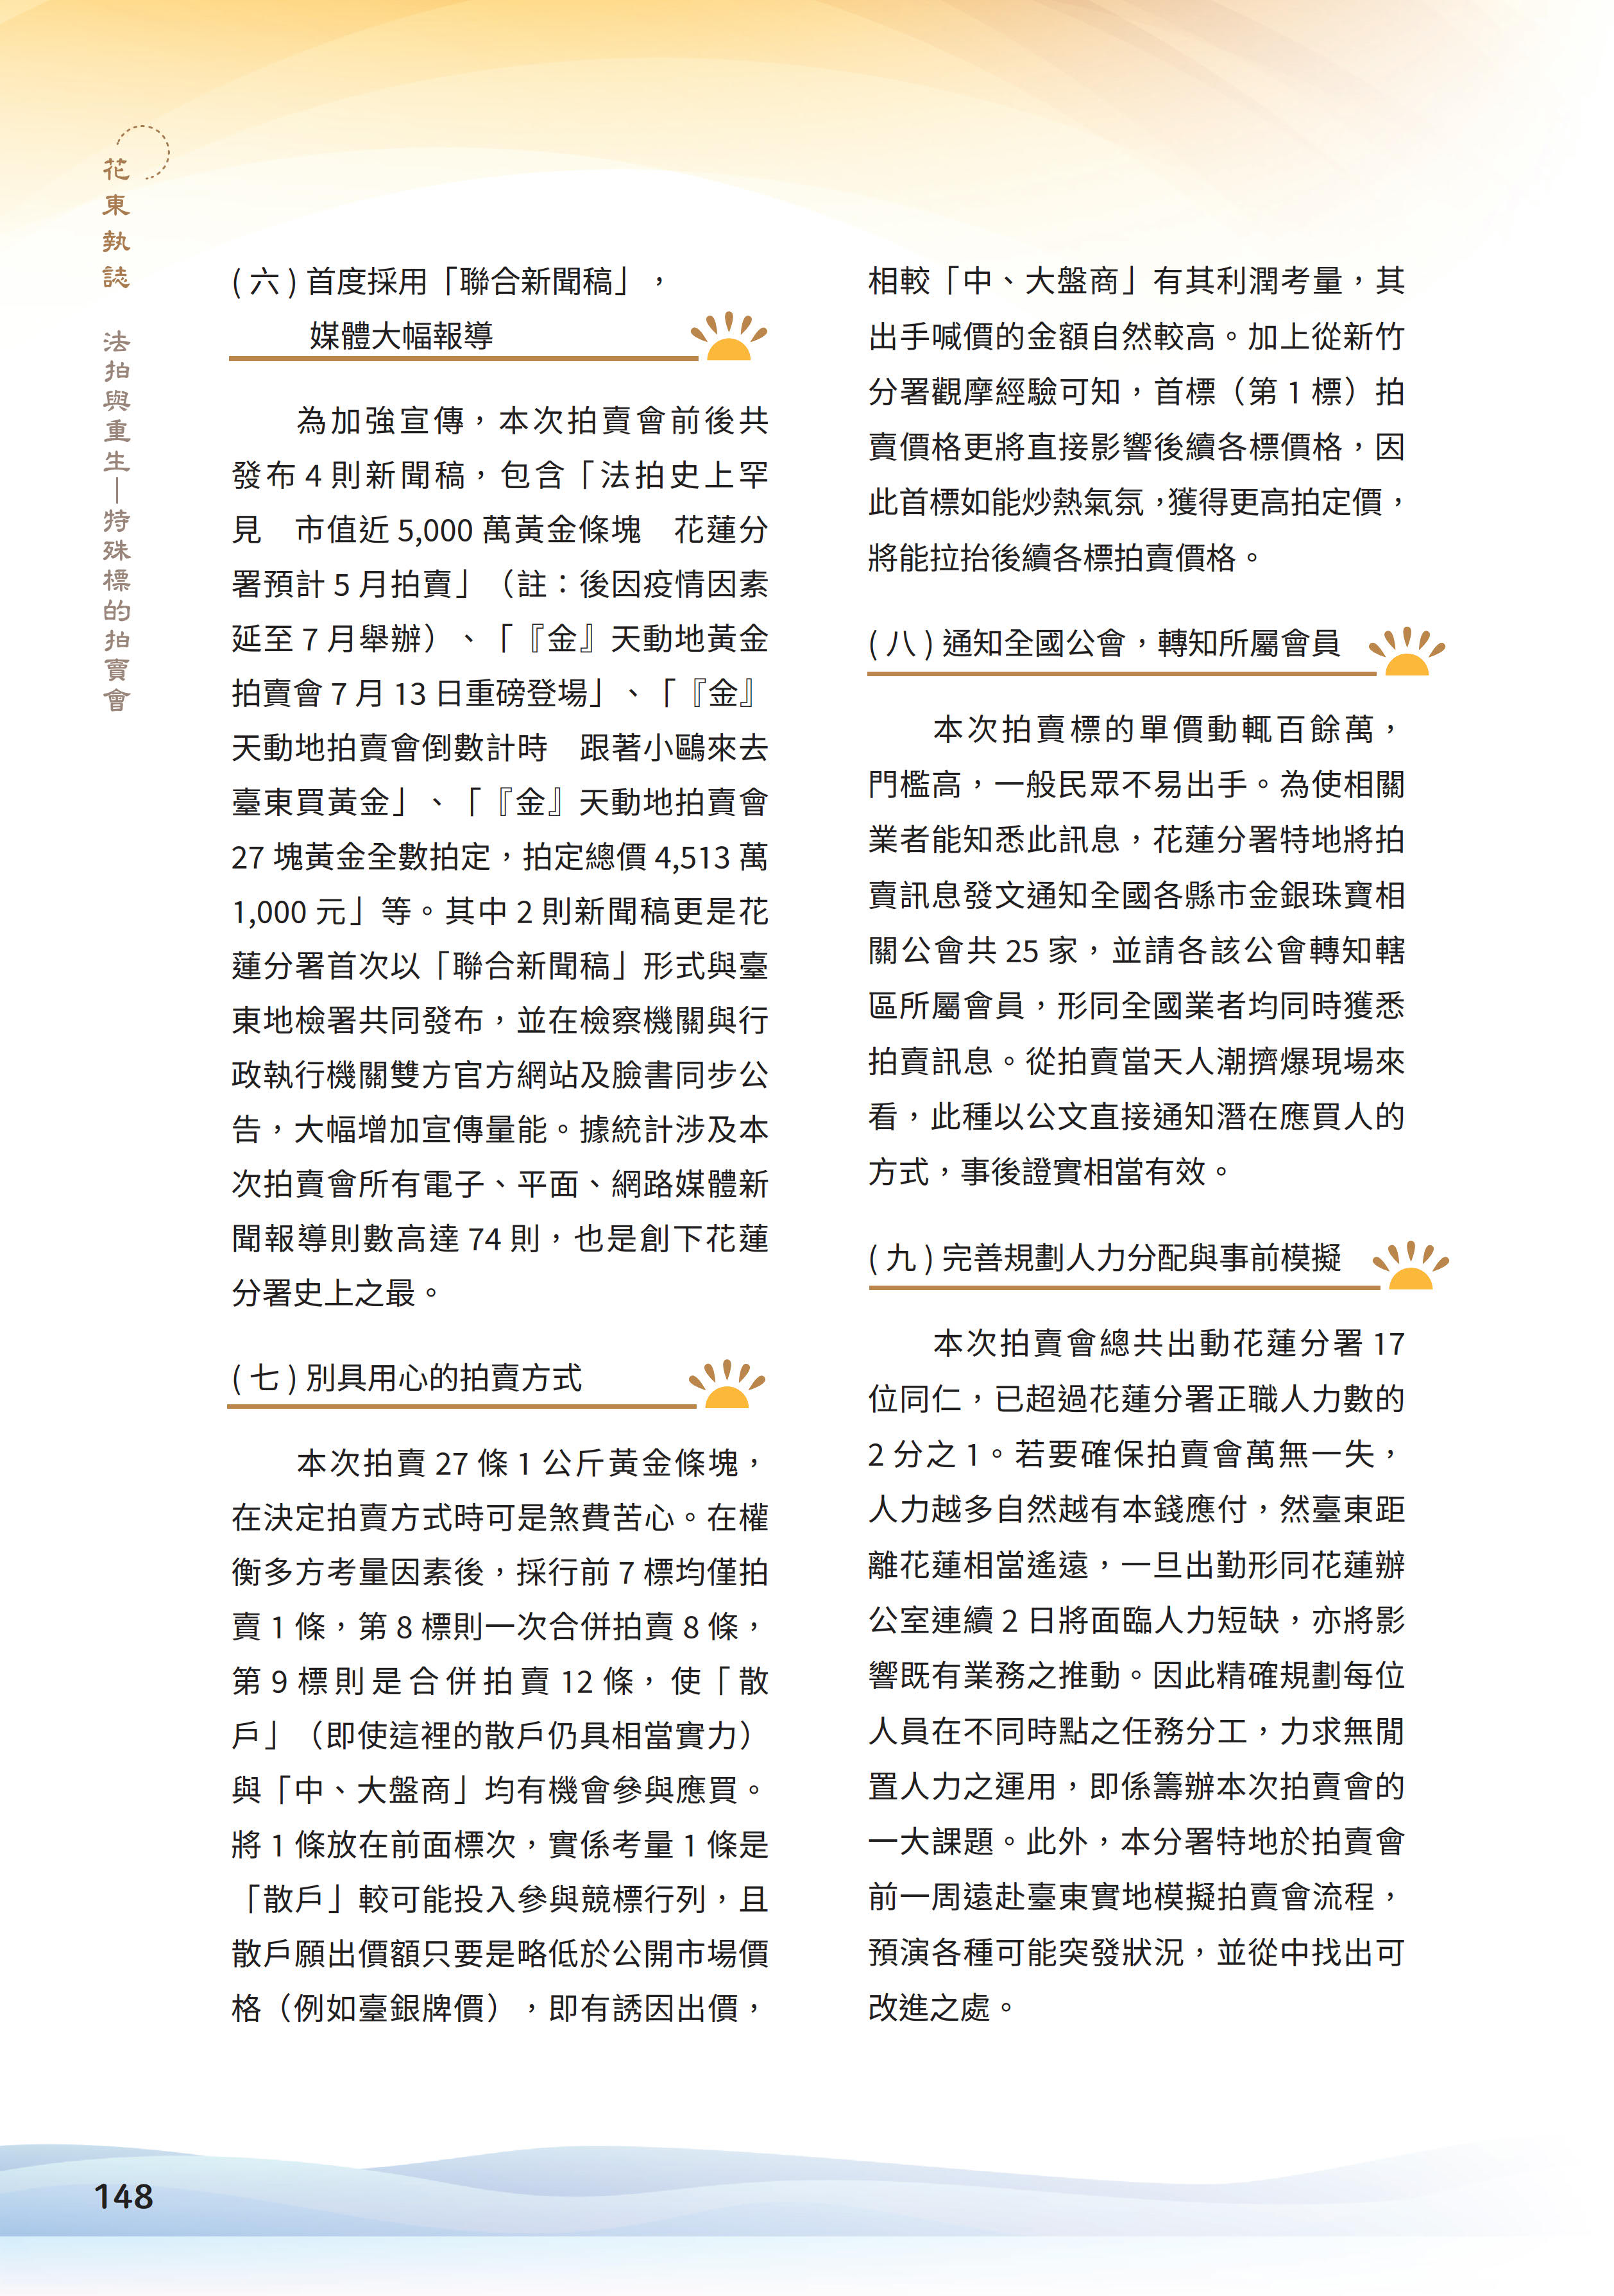 花東執誌
法拍與重生—特殊標的拍賣會
( 六 ) 首度採用「聯合新聞稿」，
媒體大幅報導
為加強宣傳，本次拍賣會前後共
發布 4 則新聞稿，包含「法拍史上罕
見　市值近 5,000 萬黃金條塊　花蓮分
署預計 5 月拍賣」（註：後因疫情因素
延至 7 月舉辦）、「『金』天動地黃金
拍賣會 7 月 13 日重磅登場」、「『金』
天動地拍賣會倒數計時　跟著小鷗來去
臺東買黃金」、「『金』天動地拍賣會
27 塊黃金全數拍定，拍定總價 4,513 萬
1,000 元」等。其中 2 則新聞稿更是花
蓮分署首次以「聯合新聞稿」形式與臺
東地檢署共同發布，並在檢察機關與行
政執行機關雙方官方網站及臉書同步公
告，大幅增加宣傳量能。據統計涉及本
次拍賣會所有電子、平面、網路媒體新
聞報導則數高達 74 則，也是創下花蓮
分署史上之最。
( 七 ) 別具用心的拍賣方式
本次拍賣 27 條 1 公斤黃金條塊，
在決定拍賣方式時可是煞費苦心。在權
衡多方考量因素後，採行前 7 標均僅拍
賣 1 條，第 8 標則一次合併拍賣 8 條，
第 9 標則是合併拍賣 12 條，使「散
戶」（即使這裡的散戶仍具相當實力）
與「中、大盤商」均有機會參與應買。
將 1 條放在前面標次，實係考量 1 條是
「散戶」較可能投入參與競標行列，且
散戶願出價額只要是略低於公開市場價
格（例如臺銀牌價），即有誘因出價，
相較「中、大盤商」有其利潤考量，其
出手喊價的金額自然較高。加上從新竹
分署觀摩經驗可知，首標（第 1 標）拍
賣價格更將直接影響後續各標價格，因
此首標如能炒熱氣氛，獲得更高拍定價，
將能拉抬後續各標拍賣價格。
( 八 ) 通知全國公會，轉知所屬會員
本次拍賣標的單價動輒百餘萬，
門檻高，一般民眾不易出手。為使相關
業者能知悉此訊息，花蓮分署特地將拍
賣訊息發文通知全國各縣市金銀珠寶相
關公會共 25 家，並請各該公會轉知轄
區所屬會員，形同全國業者均同時獲悉
拍賣訊息。從拍賣當天人潮擠爆現場來
看，此種以公文直接通知潛在應買人的
方式，事後證實相當有效。
( 九 ) 完善規劃人力分配與事前模擬
本次拍賣會總共出動花蓮分署 17
位同仁，已超過花蓮分署正職人力數的
2 分之 1。若要確保拍賣會萬無一失，
人力越多自然越有本錢應付，然臺東距
離花蓮相當遙遠，一旦出勤形同花蓮辦
公室連續 2 日將面臨人力短缺，亦將影
響既有業務之推動。因此精確規劃每位
人員在不同時點之任務分工，力求無閒
置人力之運用，即係籌辦本次拍賣會的
一大課題。此外，本分署特地於拍賣會
前一周遠赴臺東實地模擬拍賣會流程，
預演各種可能突發狀況，並從中找出可
改進之處。
148